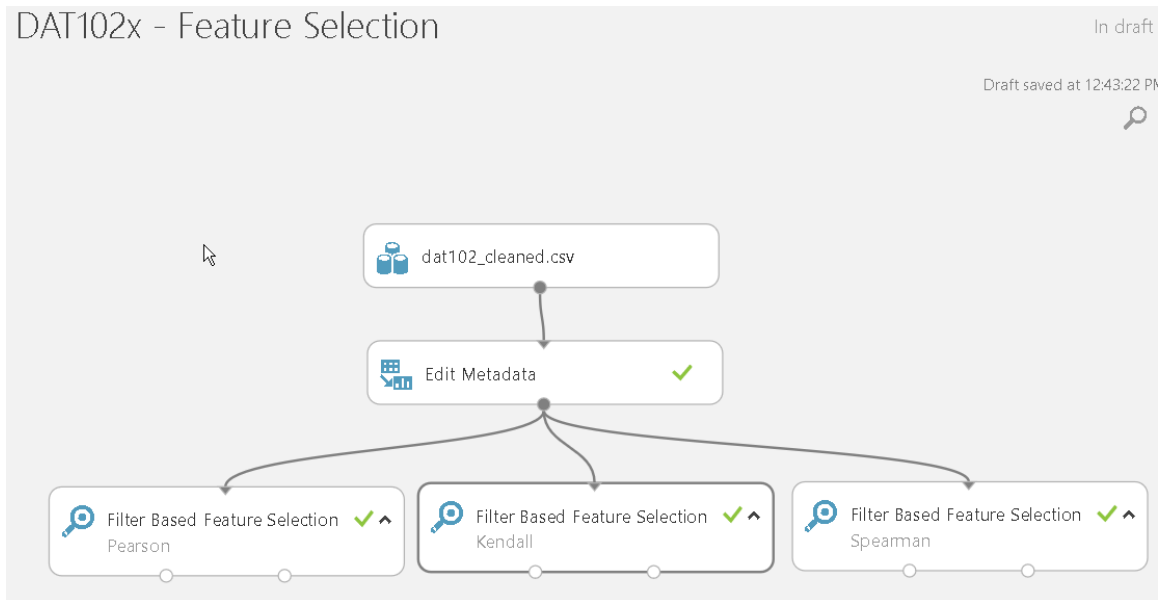 DAT102x - Feature Selection
In draft
Draft saved at 12:43:22 PM
dat102_cleaned.csv
Edit Metadata
Filter Based Feature Selection
Pearson
Filter Based Feature Selection
Kendall
Filter Based Feature Selection
Spearman